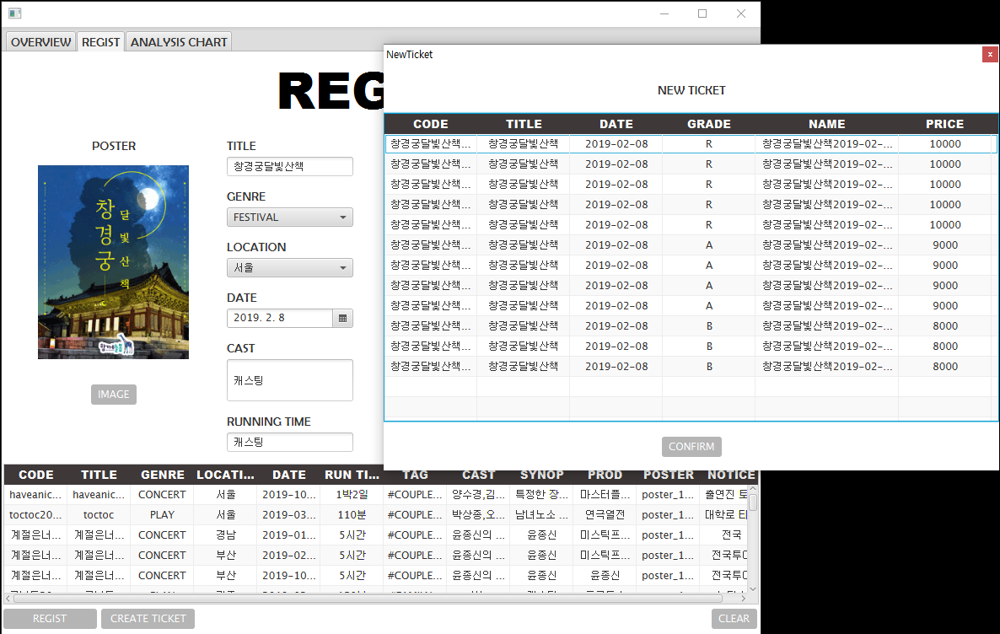 OVERVIEW REGIST ANALYSIS CHART
REG
POSTER
창경궁
달빛산책
IMAGE
TITLE
창경궁달빛산책
GENRE
FESTIVAL
LOCATION
서울
DATE
2019. 2. 8
CAST
캐스팅
RUNNING TIME
캐스팅
NewTicket
x
NEW TICKET
CODE TITLE DATE GRADE NAME PRICE
창경궁달빛산책... 창경궁달빛산책 2019-02-08 R 창경궁달빛산책2019-02-... 10000
창경궁달빛산책... 창경궁달빛산책 2019-02-08 R 창경궁달빛산책2019-02-... 10000
창경궁달빛산책... 창경궁달빛산책 2019-02-08 R 창경궁달빛산책2019-02-... 10000
창경궁달빛산책... 창경궁달빛산책 2019-02-08 R 창경궁달빛산책2019-02-... 10000
창경궁달빛산책... 창경궁달빛산책 2019-02-08 R 창경궁달빛산책2019-02-... 10000
창경궁달빛산책... 창경궁달빛산책 2019-02-08 A 창경궁달빛산책2019-02-... 9000
창경궁달빛산책... 창경궁달빛산책 2019-02-08 A 창경궁달빛산책2019-02-... 9000
창경궁달빛산책... 창경궁달빛산책 2019-02-08 A 창경궁달빛산책2019-02-... 9000
창경궁달빛산책... 창경궁달빛산책 2019-02-08 A 창경궁달빛산책2019-02-... 9000
창경궁달빛산책... 창경궁달빛산책 2019-02-08 B 창경궁달빛산책2019-02-... 8000
창경궁달빛산책... 창경궁달빛산책 2019-02-08 B 창경궁달빛산책2019-02-... 8000
창경궁달빛산책... 창경궁달빛산책 2019-02-08 B 창경궁달빛산책2019-02-... 8000
CONFIRM
CODE TITLE GENRE LOCATI... DATE RUN TI... TAG CAST SYNOP PROD POSTER NOTICE
haveanic... haveanic... CONCERT 서울 2019-10... 1박2일 #COUPLE... 양수경,김... 특정한 장... 마스터플... poster_1... 출연진 토
toctoc20... toctoc PLAY 서울 2019-03... 110분 #COUPLE... 박상종,오... 남녀노소 ... 연극열전 poster_1... 대학로 티
계절은너... 계절은너... CONCERT 경남 2019-01... 5시간 #COUPLE... 윤종신의 ... 윤종신 미스틱프... poster_1... 전국
계절은너... 계절은너... CONCERT 부산 2019-02... 5시간 #COUPLE... 윤종신의 ... 윤종신 미스틱프... poster_1... 전국투어
계절은너... 계절은너... CONCERT 부산 2019-10... 5시간 #COUPLE... 윤종신의 ... 윤종신 윤종신 poster_1... 전국투어
REGIST CREATE TICKET CLEAR